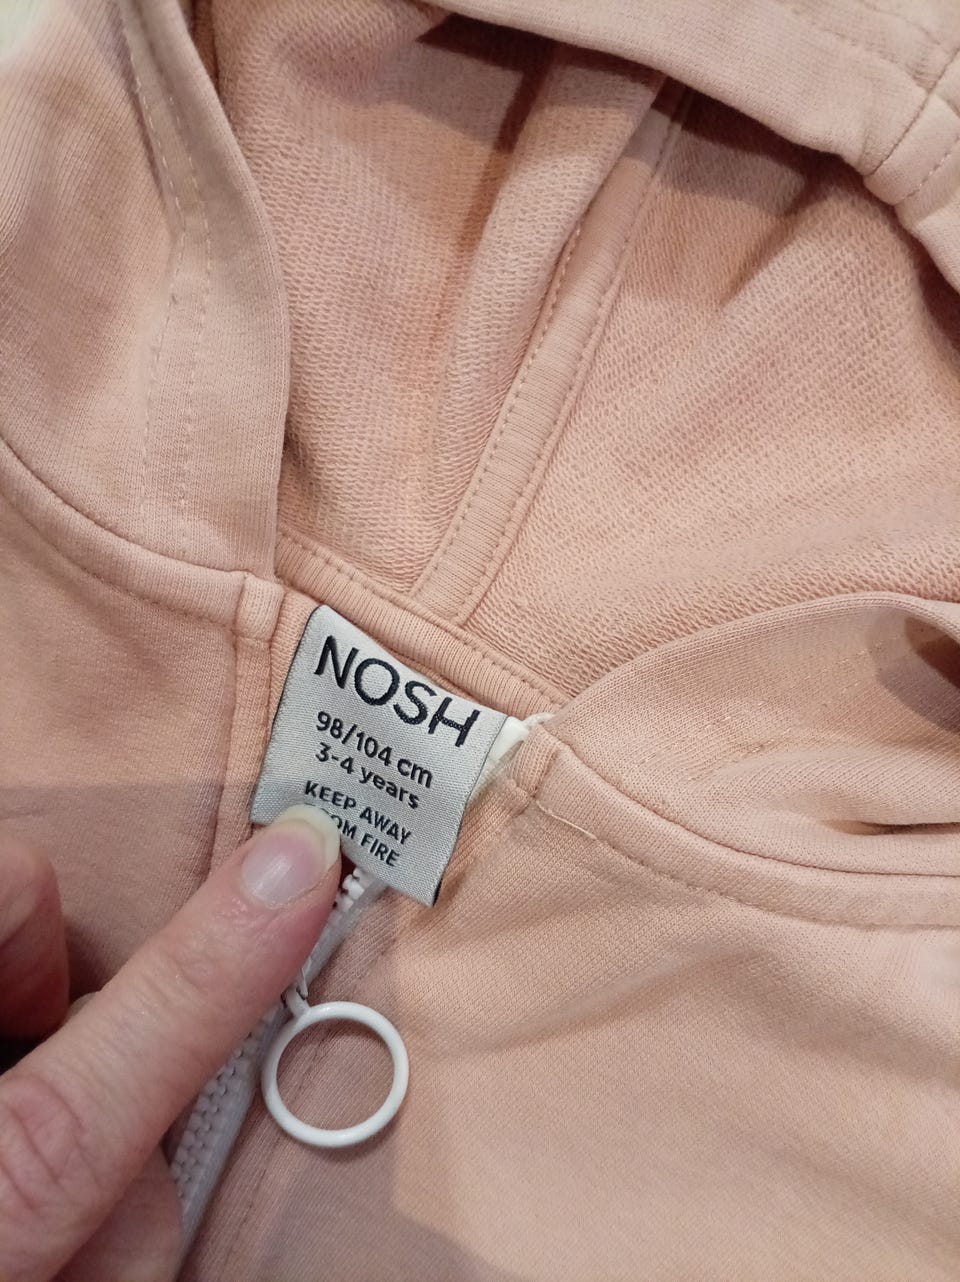 NOSH
98/104 cm
3-4 years
KEEP AWAY
FIRE